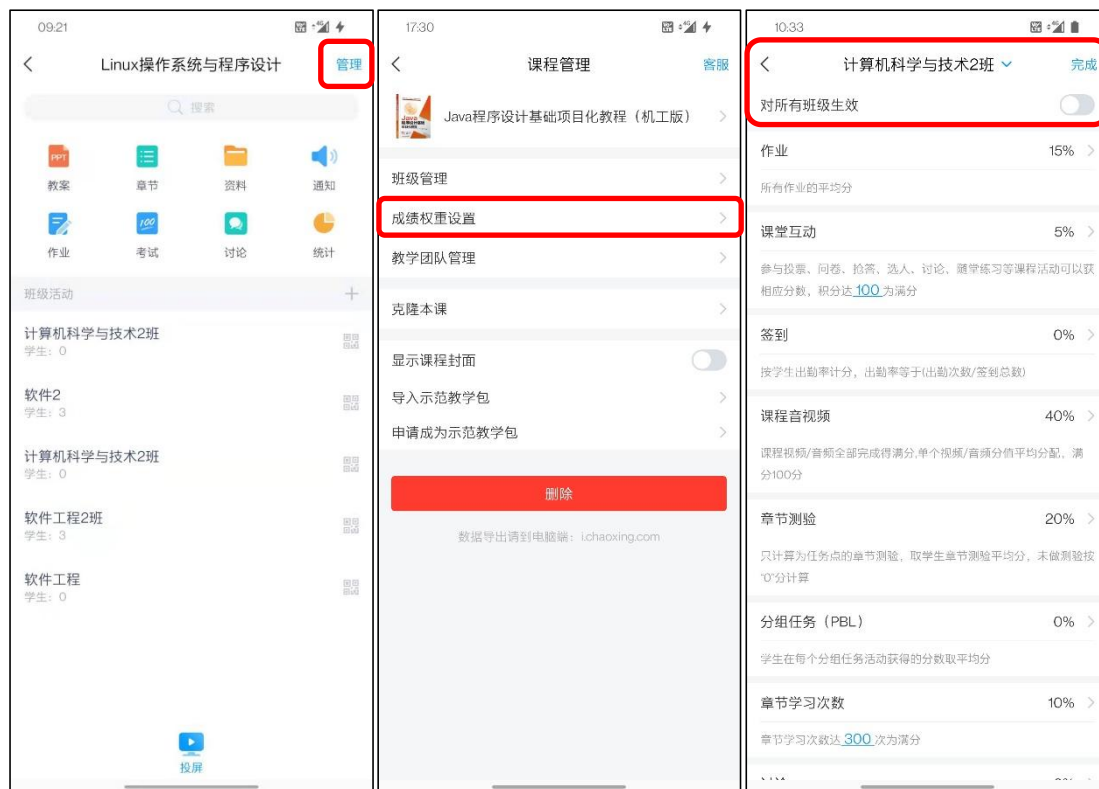 09:21
Linux操作系统与程序设计
管理
搜索
PPT
教案
章节
资料
通知
100
作业
考试
讨论
统计
班级活动
计算机科学与技术2班
学生：0
软件2
学生：3
计算机科学与技术2班
学生：0
软件工程2班
学生：3
软件工程
学生：0
投屏
17:30
课程管理
客服
Java程序设计基础项目化教程（机工版）
班级管理
成绩权重设置
教学团队管理
克隆本课
显示课程封面
导入示范教学包
申请成为示范教学包
删除
数据导出请到电脑端：i.chaoxing.com
10:33
计算机科学与技术2班
完成
对所有班级生效
作业 15%
所有作业的平均分
课堂互动 5%
参与投票、问卷、抢答、选人、讨论、随堂练习等课程活动可以获
相应分数，积分达 100 为满分
签到 0%
按学生出勤率计分，出勤率等于(出勤次数/签到总数)
课程音视频 40%
课程视频/音频全部完成得满分,单个视频/音频分值平均分配，满
分100分
章节测验 20%
只计算为任务点的章节测验，取学生章节测验平均分，未做测验按
"0"分计算
分组任务（PBL） 0%
学生在每个分组任务活动获得的分数取平均分
章节学习次数 10%
章节学习次数达 300 次为满分